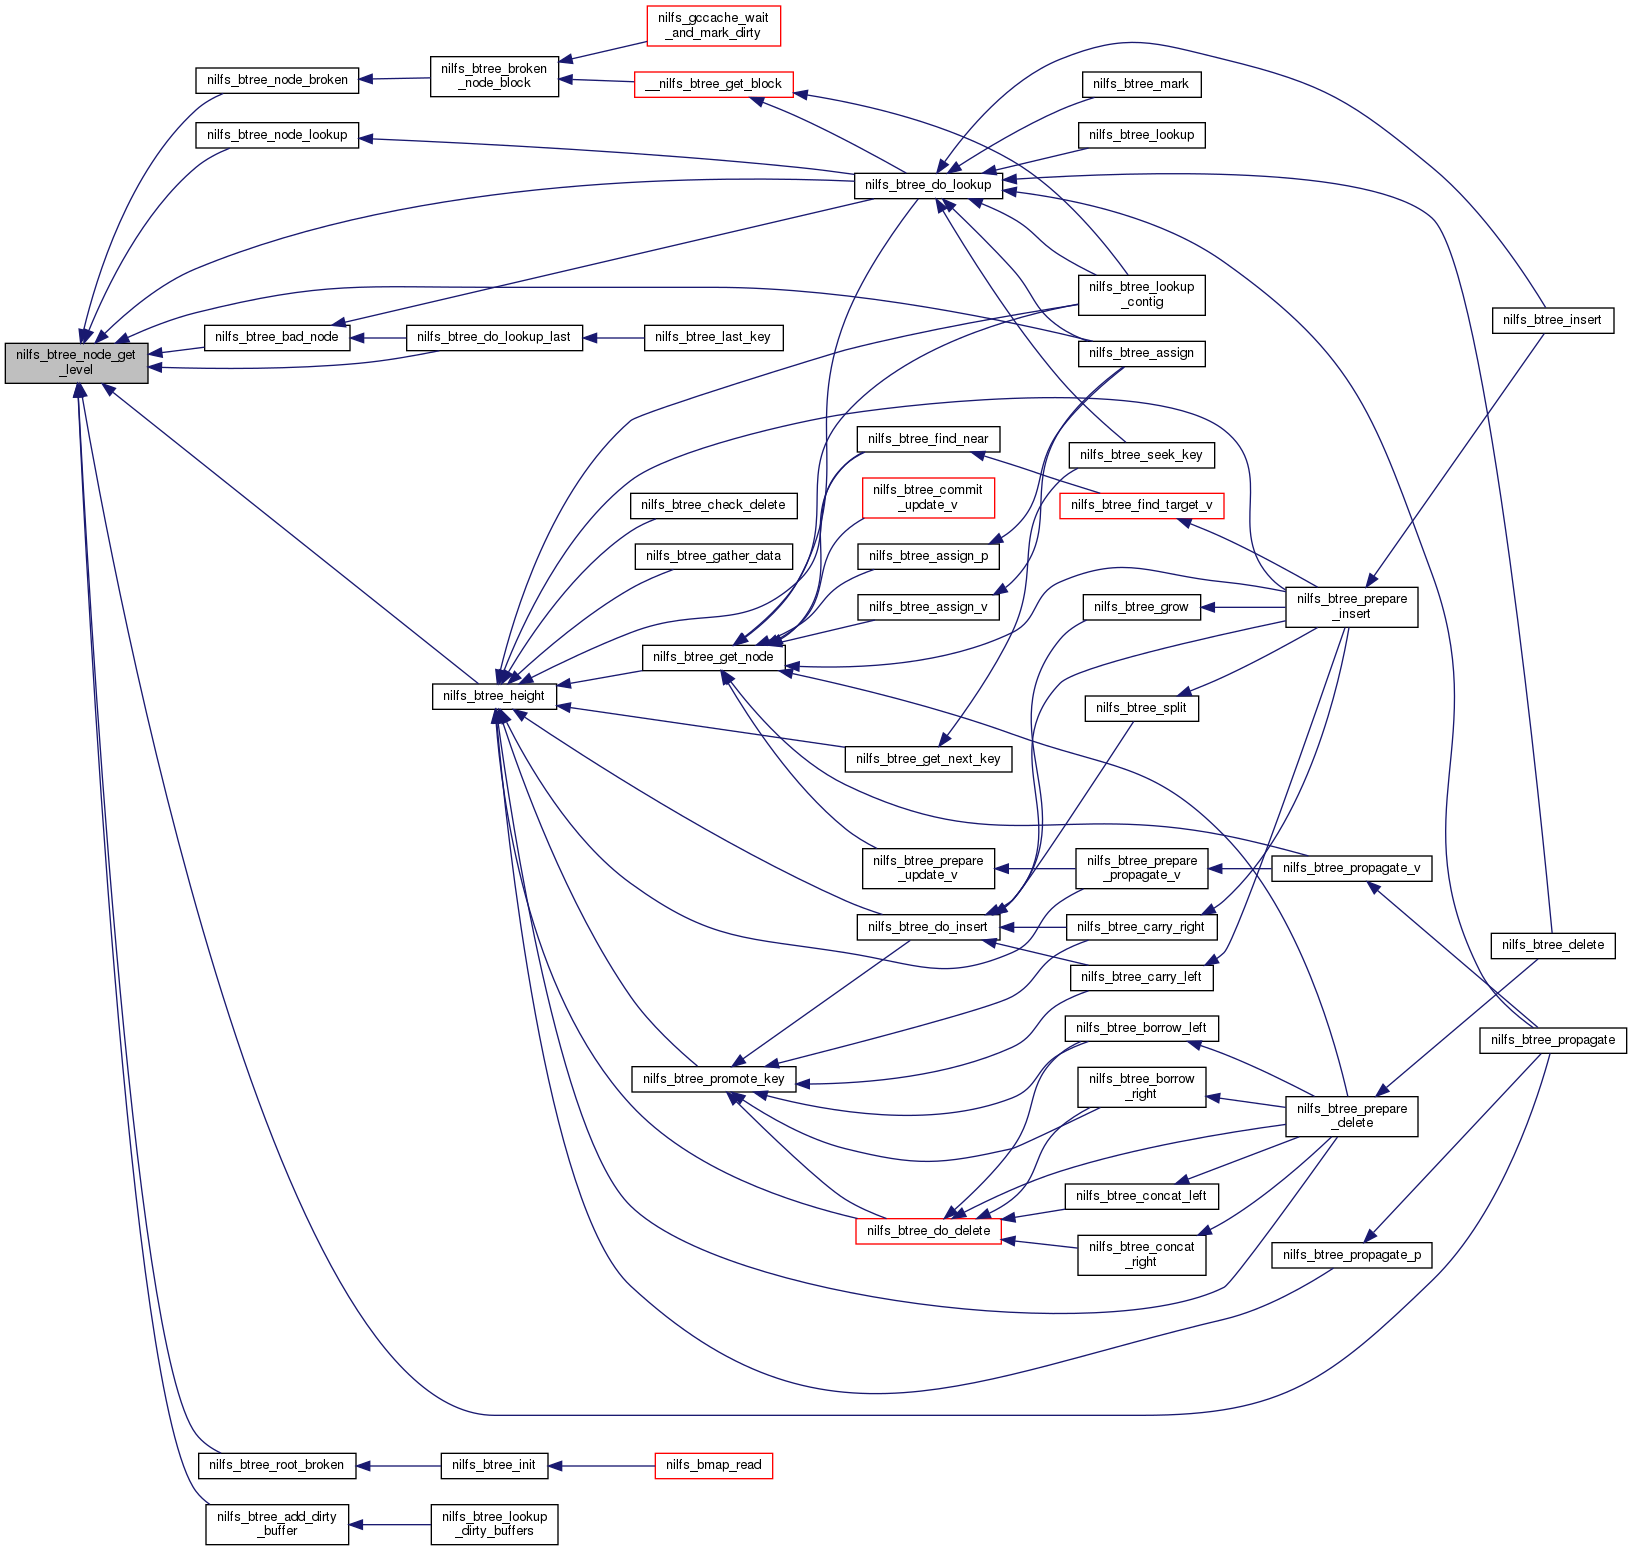 nilfs_gccache_wait
_and_mark_dirty
nilfs_btree_node_broken
nilfs_btree_broken
_node_block
__nilfs_btree_get_block
nilfs_btree_mark
nilfs_btree_node_lookup
nilfs_btree_lookup
nilfs_btree_do_lookup
nilfs_btree_lookup
_contig
nilfs_btree_insert
nilfs_btree_bad_node
nilfs_btree_do_lookup_last
nilfs_btree_last_key
nilfs_btree_assign
nilfs_btree_node_get
_level
nilfs_btree_find_near
nilfs_btree_seek_key
nilfs_btree_commit
_update_v
nilfs_btree_check_delete
nilfs_btree_find_target_v
nilfs_btree_gather_data
nilfs_btree_assign_p
nilfs_btree_assign_v
nilfs_btree_grow
nilfs_btree_prepare
_insert
nilfs_btree_get_node
nilfs_btree_height
nilfs_btree_split
nilfs_btree_get_next_key
nilfs_btree_prepare
_update_v
nilfs_btree_prepare
_propagate_v
nilfs_btree_propagate_v
nilfs_btree_do_insert
nilfs_btree_carry_right
nilfs_btree_delete
nilfs_btree_carry_left
nilfs_btree_borrow_left
nilfs_btree_propagate
nilfs_btree_promote_key
nilfs_btree_borrow
_right
nilfs_btree_prepare
_delete
nilfs_btree_concat_left
nilfs_btree_do_delete
nilfs_btree_concat
_right
nilfs_btree_propagate_p
nilfs_btree_root_broken
nilfs_btree_init
nilfs_bmap_read
nilfs_btree_add_dirty
_buffer
nilfs_btree_lookup
_dirty_buffers